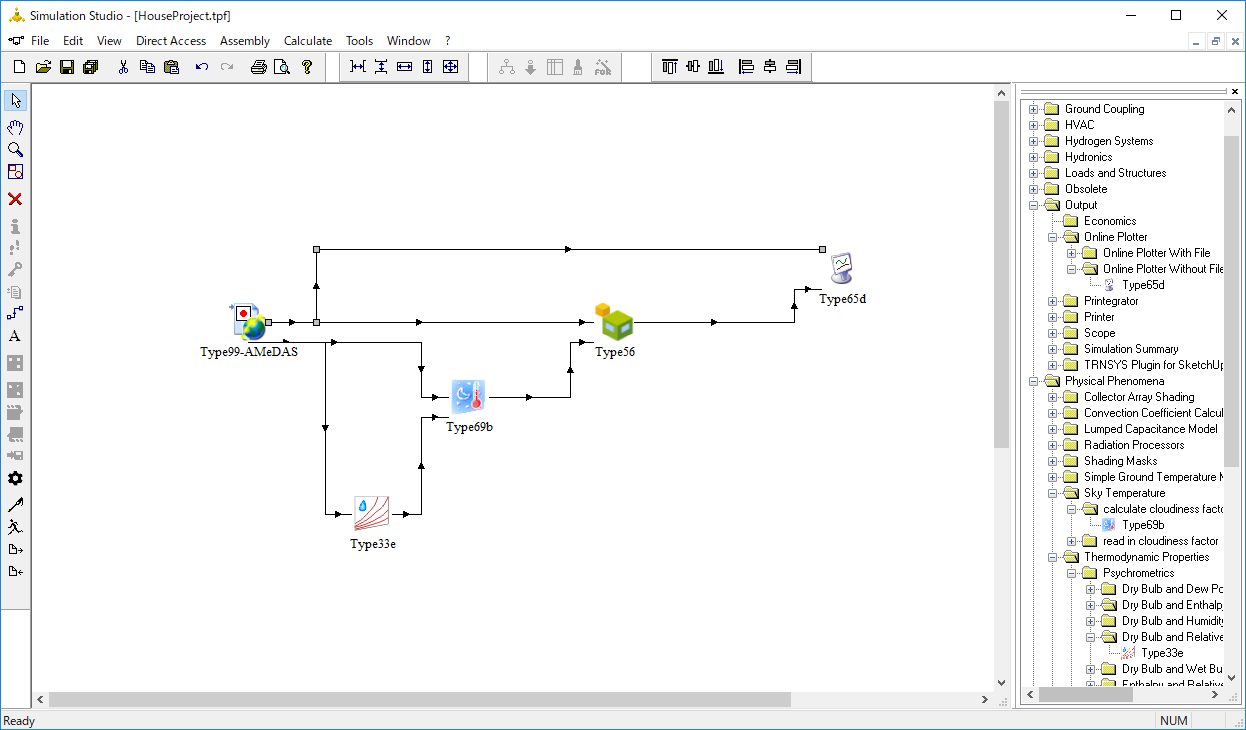 Simulation Studio - [HouseProject.tpf]
File Edit View Direct Access Assembly Calculate Tools Window ?
FOR
A
Type65d
Type99-AMeDAS
Type56
Type69b
Type33e
Ground Coupling
HVAC
Hydrogen Systems
Hydronics
Loads and Structures
Obsolete
Output
Economics
Online Plotter
Online Plotter With File
Online Plotter Without File
Type65d
Printegrator
Printer
Scope
Simulation Summary
TRNSYS Plugin for SketchUp
Physical Phenomena
Collector Array Shading
Convection Coefficient Calcul
Lumped Capacitance Model
Radiation Processors
Shading Masks
Simple Ground Temperature M
Sky Temperature
calculate cloudiness facto
Type69b
read in cloudiness factor
Thermodynamic Properties
Psychrometrics
Dry Bulb and Dew Po
Dry Bulb and Enthalp
Dry Bulb and Humidity
Dry Bulb and Relative
Type33e
Dry Bulb and Wet Bu
Enthalpy and Relative
Ready
NUM